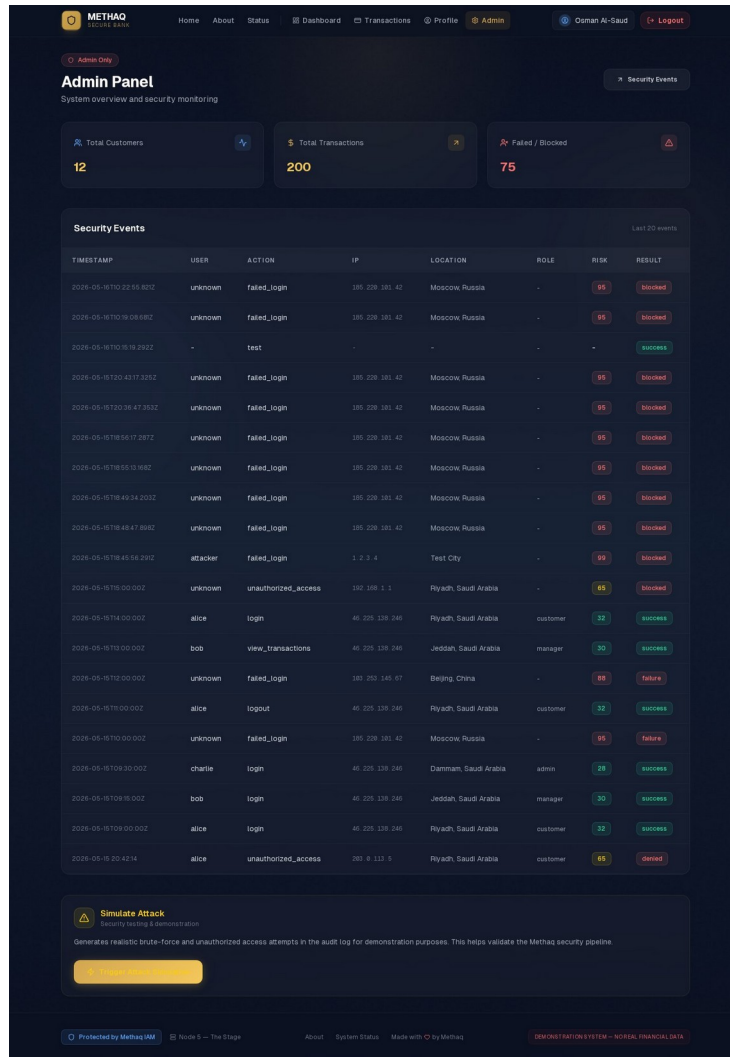 METHAQ
SECURE BANK
Home About Status Dashboard Transactions Profile Admin Osman Al-Saud Logout
Admin Only
Admin Panel
System overview and security monitoring
Security Events
Total Customers
12
Total Transactions
200
Failed / Blocked
75
Security Events Last 20 events
TIMESTAMP USER ACTION IP LOCATION ROLE RISK RESULT
2026-05-16T10:22:55.821Z unknown failed_login 185.220.101.42 Moscow, Russia - 95 blocked
2026-05-16T10:19:08.681Z unknown failed_login 185.220.101.42 Moscow, Russia - 95 blocked
2026-05-16T10:15:19.292Z - test - - - - success
2026-05-15T20:43:17.325Z unknown failed_login 185.220.101.42 Moscow, Russia - 95 blocked
2026-05-15T20:38:47.353Z unknown failed_login 185.220.101.42 Moscow, Russia - 95 blocked
2026-05-15T18:56:17.287Z unknown failed_login 185.220.101.42 Moscow, Russia - 95 blocked
2026-05-15T18:55:13.168Z unknown failed_login 185.220.101.42 Moscow, Russia - 95 blocked
2026-05-15T18:49:34.203Z unknown failed_login 185.220.101.42 Moscow, Russia - 95 blocked
2026-05-15T18:48:47.898Z unknown failed_login 185.220.101.42 Moscow, Russia - 95 blocked
2026-05-15T18:45:56.291Z attacker failed_login 1.2.3.4 Test City - 99 blocked
2026-05-15T15:00:00Z unknown unauthorized_access 192.168.1.1 Riyadh, Saudi Arabia - 65 blocked
2026-05-15T14:00:00Z alice login 46.225.138.246 Riyadh, Saudi Arabia customer 32 success
2026-05-15T13:00:00Z bob view_transactions 46.225.138.246 Jeddah, Saudi Arabia manager 30 success
2026-05-15T12:00:00Z unknown failed_login 103.253.145.67 Beijing, China - 88 failure
2026-05-15T11:00:00Z alice logout 46.225.138.246 Riyadh, Saudi Arabia customer 32 success
2026-05-15T10:00:00Z unknown failed_login 185.220.101.42 Moscow, Russia - 95 failure
2026-05-15T09:30:00Z charlie login 46.225.138.246 Dammam, Saudi Arabia admin 28 success
2026-05-15T09:15:00Z bob login 46.225.138.246 Jeddah, Saudi Arabia manager 30 success
2026-05-15T09:00:00Z alice login 46.225.138.246 Riyadh, Saudi Arabia customer 32 success
2026-05-15 20:42:14 alice unauthorized_access 203.0.113.5 Riyadh, Saudi Arabia customer 65 denied
Simulate Attack
Security testing & demonstration
Generates realistic brute-force and unauthorized access attempts in the audit log for demonstration purposes. This helps validate the Methaq security pipeline.
Trigger
Protected by Methaq IAM Node 5 — The Stage About System Status Made with by Methaq DEMONSTRATION SYSTEM — NO REAL FINANCIAL DATA